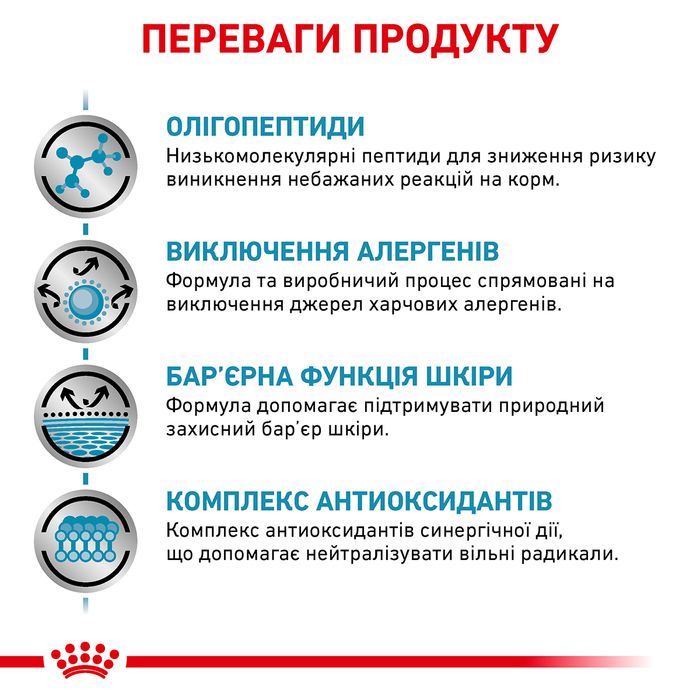 ПЕРЕВАГИ ПРОДУКТУ
ОЛІГОПЕПТИДИ
Низькомолекулярні пептиди для зниження ризику
виникнення небажаних реакцій на корм.
ВИКЛЮЧЕННЯ АЛЕРГЕНІВ
Формула та виробничий процес спрямовані на
виключення джерел харчових алергенів.
БАР’ЄРНА ФУНКЦІЯ ШКІРИ
Формула допомагає підтримувати природний
захисний бар’єр шкіри.
КОМПЛЕКС АНТИОКСИДАНТІВ
Комплекс антиоксидантів синергічної дії,
що допомагає нейтралізувати вільні радикали.